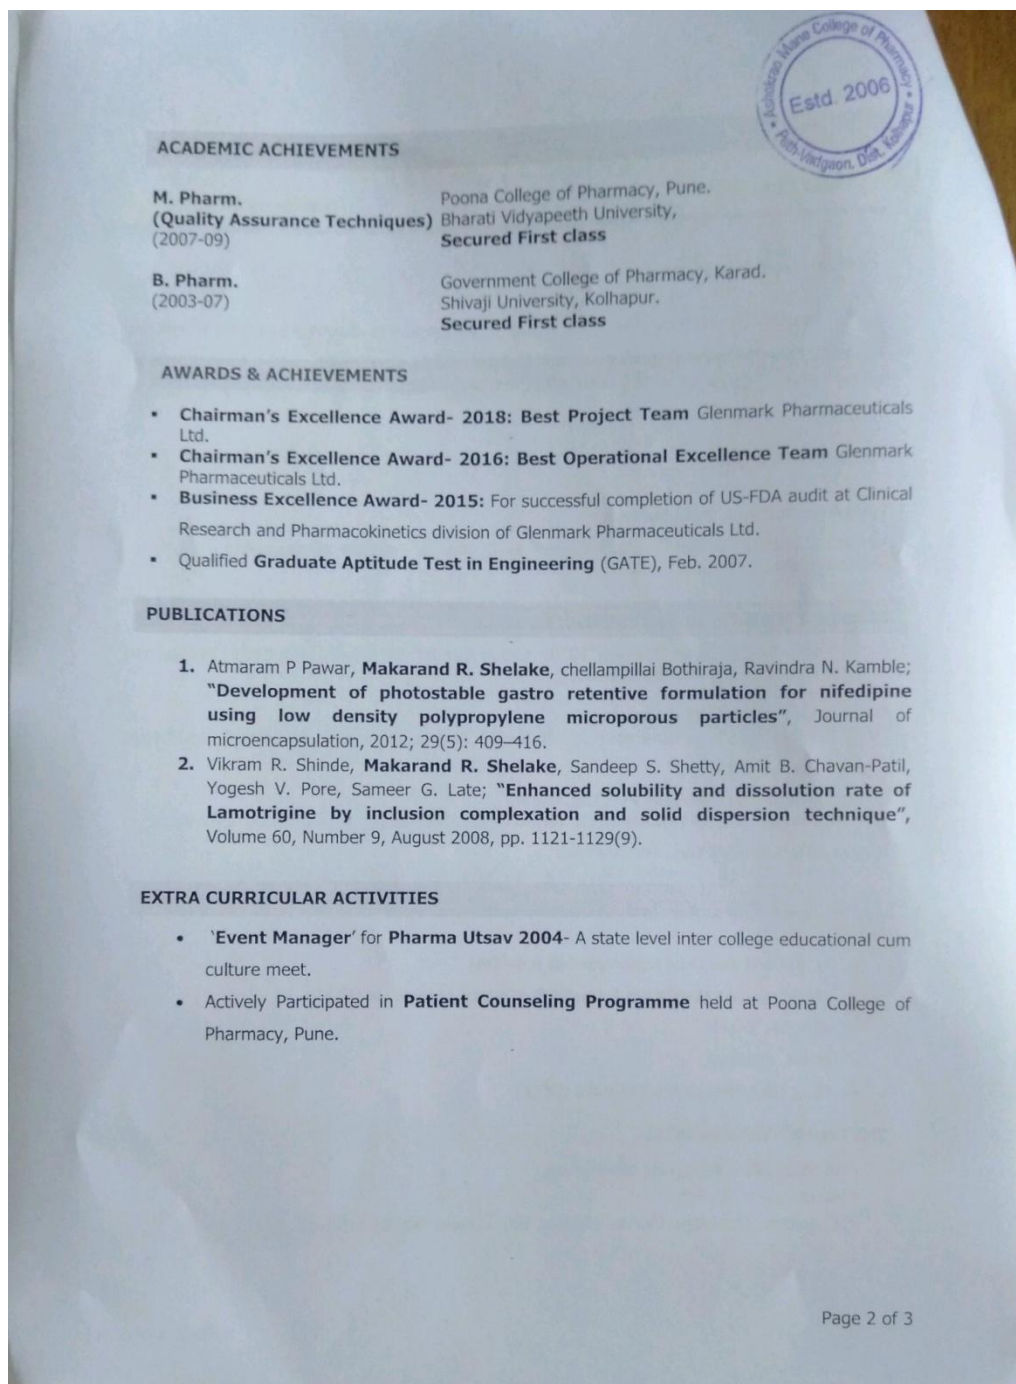 Ashokrao Mane College of Pharmacy
Estd. 2006
Peth-Vadgaon, Dist. Kolhapur
ACADEMIC ACHIEVEMENTS
M. Pharm. Poona College of Pharmacy, Pune.
(Quality Assurance Techniques) Bharati Vidyapeeth University,
(2007-09) Secured First class
B. Pharm. Government College of Pharmacy, Karad.
(2003-07) Shivaji University, Kolhapur.
Secured First class
AWARDS & ACHIEVEMENTS
▪ Chairman's Excellence Award- 2018: Best Project Team Glenmark Pharmaceuticals
Ltd.
▪ Chairman's Excellence Award- 2016: Best Operational Excellence Team Glenmark
Pharmaceuticals Ltd.
▪ Business Excellence Award- 2015: For successful completion of US-FDA audit at Clinical
Research and Pharmacokinetics division of Glenmark Pharmaceuticals Ltd.
▪ Qualified Graduate Aptitude Test in Engineering (GATE), Feb. 2007.
PUBLICATIONS
1. Atmaram P Pawar, Makarand R. Shelake, chellampillai Bothiraja, Ravindra N. Kamble;
"Development of photostable gastro retentive formulation for nifedipine
using low density polypropylene microporous particles", Journal of
microencapsulation, 2012; 29(5): 409–416.
2. Vikram R. Shinde, Makarand R. Shelake, Sandeep S. Shetty, Amit B. Chavan-Patil,
Yogesh V. Pore, Sameer G. Late; "Enhanced solubility and dissolution rate of
Lamotrigine by inclusion complexation and solid dispersion technique",
Volume 60, Number 9, August 2008, pp. 1121-1129(9).
EXTRA CURRICULAR ACTIVITIES
• 'Event Manager' for Pharma Utsav 2004- A state level inter college educational cum
culture meet.
• Actively Participated in Patient Counseling Programme held at Poona College of
Pharmacy, Pune.
Page 2 of 3